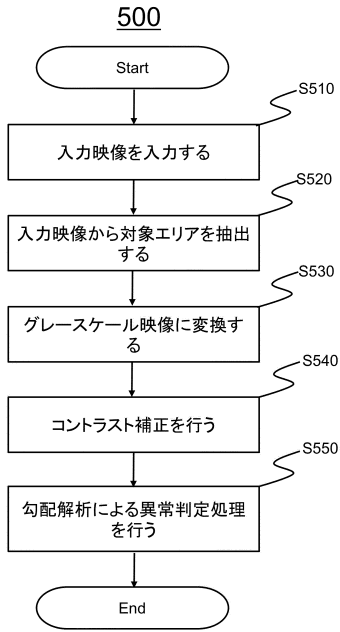 500
Start
S510
入力映像を入力する
S520
入力映像から対象エリアを抽出
する
S530
グレースケール映像に変換す
る
S540
コントラスト補正を行う
S550
勾配解析による異常判定処理
を行う
End